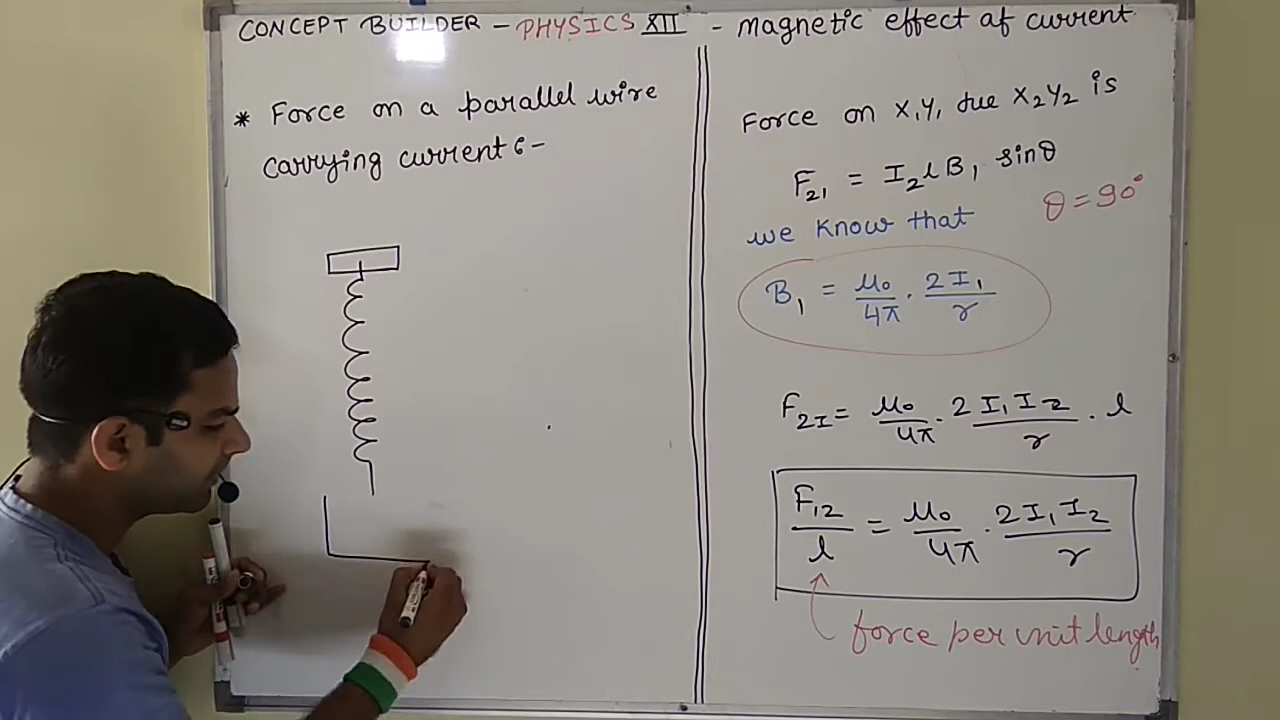 CONCEPT BUILDER - PHYSICS XII - magnetic effect of current
* Force on a parallel wire
carrying current :-
Force on X₁Y₁ due X₂Y₂ is
F₂₁ = I₂ l B₁ sinθ
θ = 90°
we know that
B₁ = μ₀/4π . 2I₁/r
F₂I = μ₀/4π . 2I₁I₂/r . l
F₁₂/l = μ₀/4π . 2I₁I₂/r
force per unit length